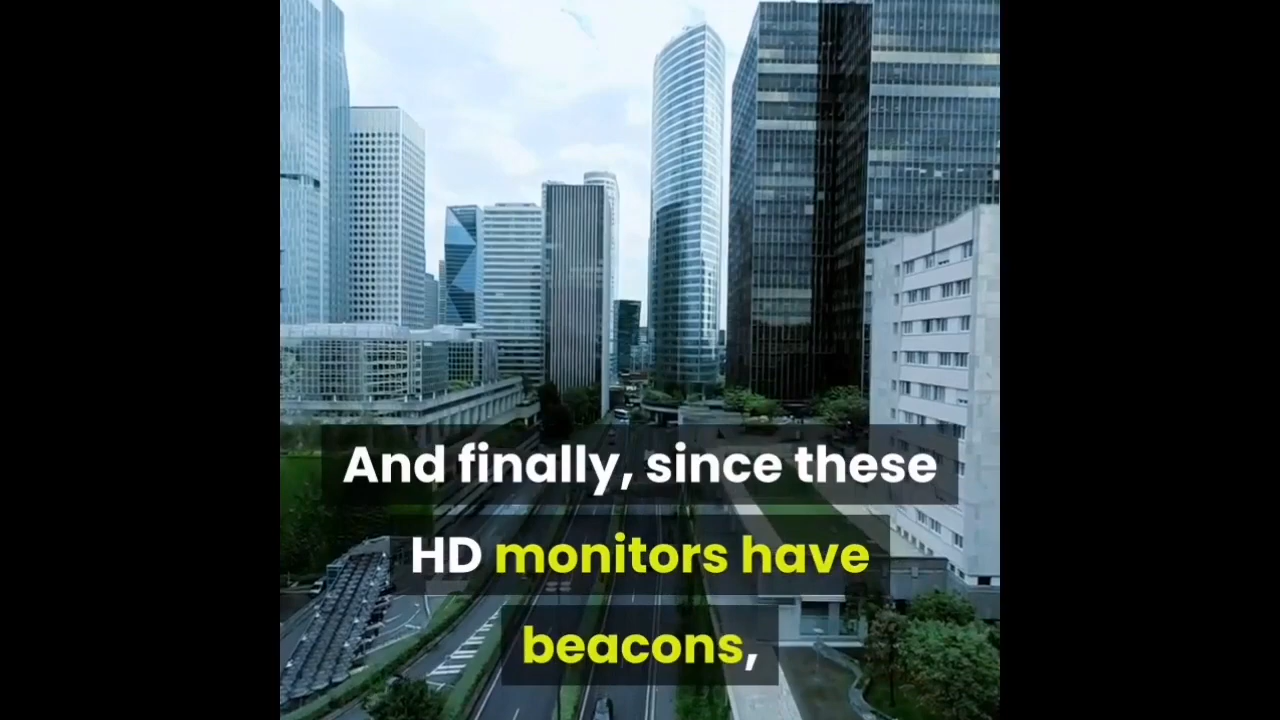 And finally, since these
HD monitors have
beacons,